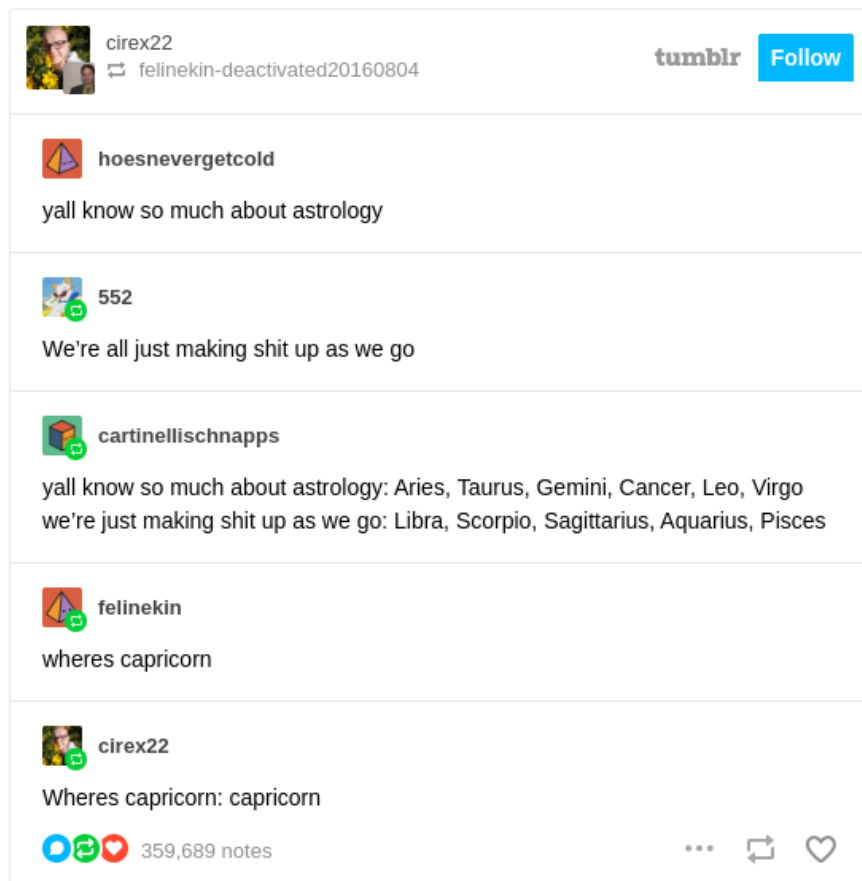 cirex22
felinekin-deactivated20160804
tumblr
Follow
hoesnevergetcold
yall know so much about astrology
552
We’re all just making shit up as we go
cartinellischnapps
yall know so much about astrology: Aries, Taurus, Gemini, Cancer, Leo, Virgo
we’re just making shit up as we go: Libra, Scorpio, Sagittarius, Aquarius, Pisces
felinekin
wheres capricorn
cirex22
Wheres capricorn: capricorn
359,689 notes